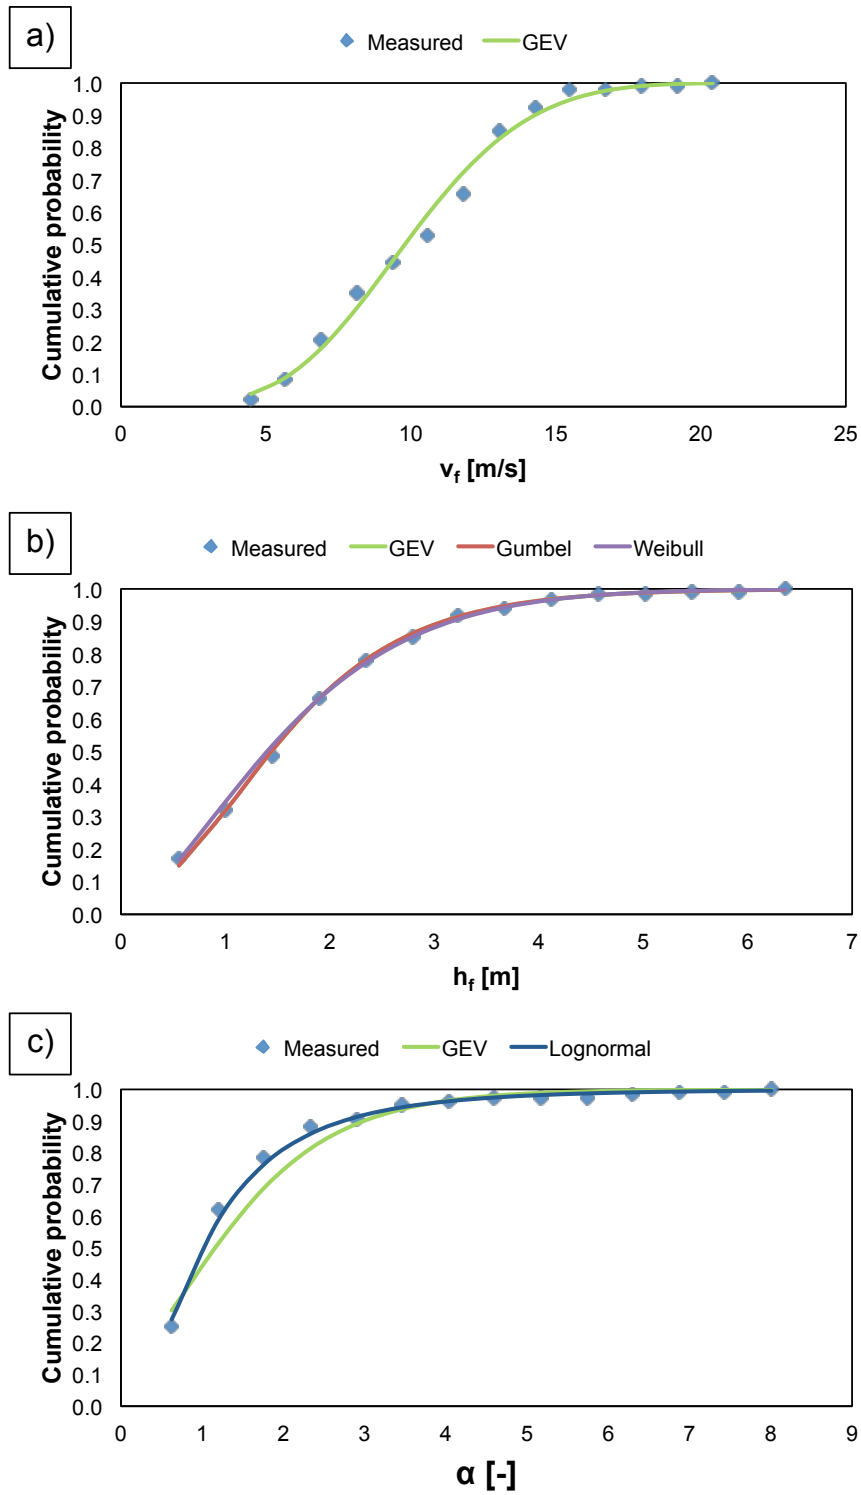 a)
Measured GEV
Cumulative probability
1.0
0.9
0.8
0.7
0.6
0.5
0.4
0.3
0.2
0.1
0.0
0 5 10 15 20 25
v_f [m/s]
b)
Measured GEV Gumbel Weibull
Cumulative probability
1.0
0.9
0.8
0.7
0.6
0.5
0.4
0.3
0.2
0.1
0.0
0 1 2 3 4 5 6 7
h_f [m]
c)
Measured GEV Lognormal
Cumulative probability
1.0
0.9
0.8
0.7
0.6
0.5
0.4
0.3
0.2
0.1
0.0
0 1 2 3 4 5 6 7 8 9
α [-]